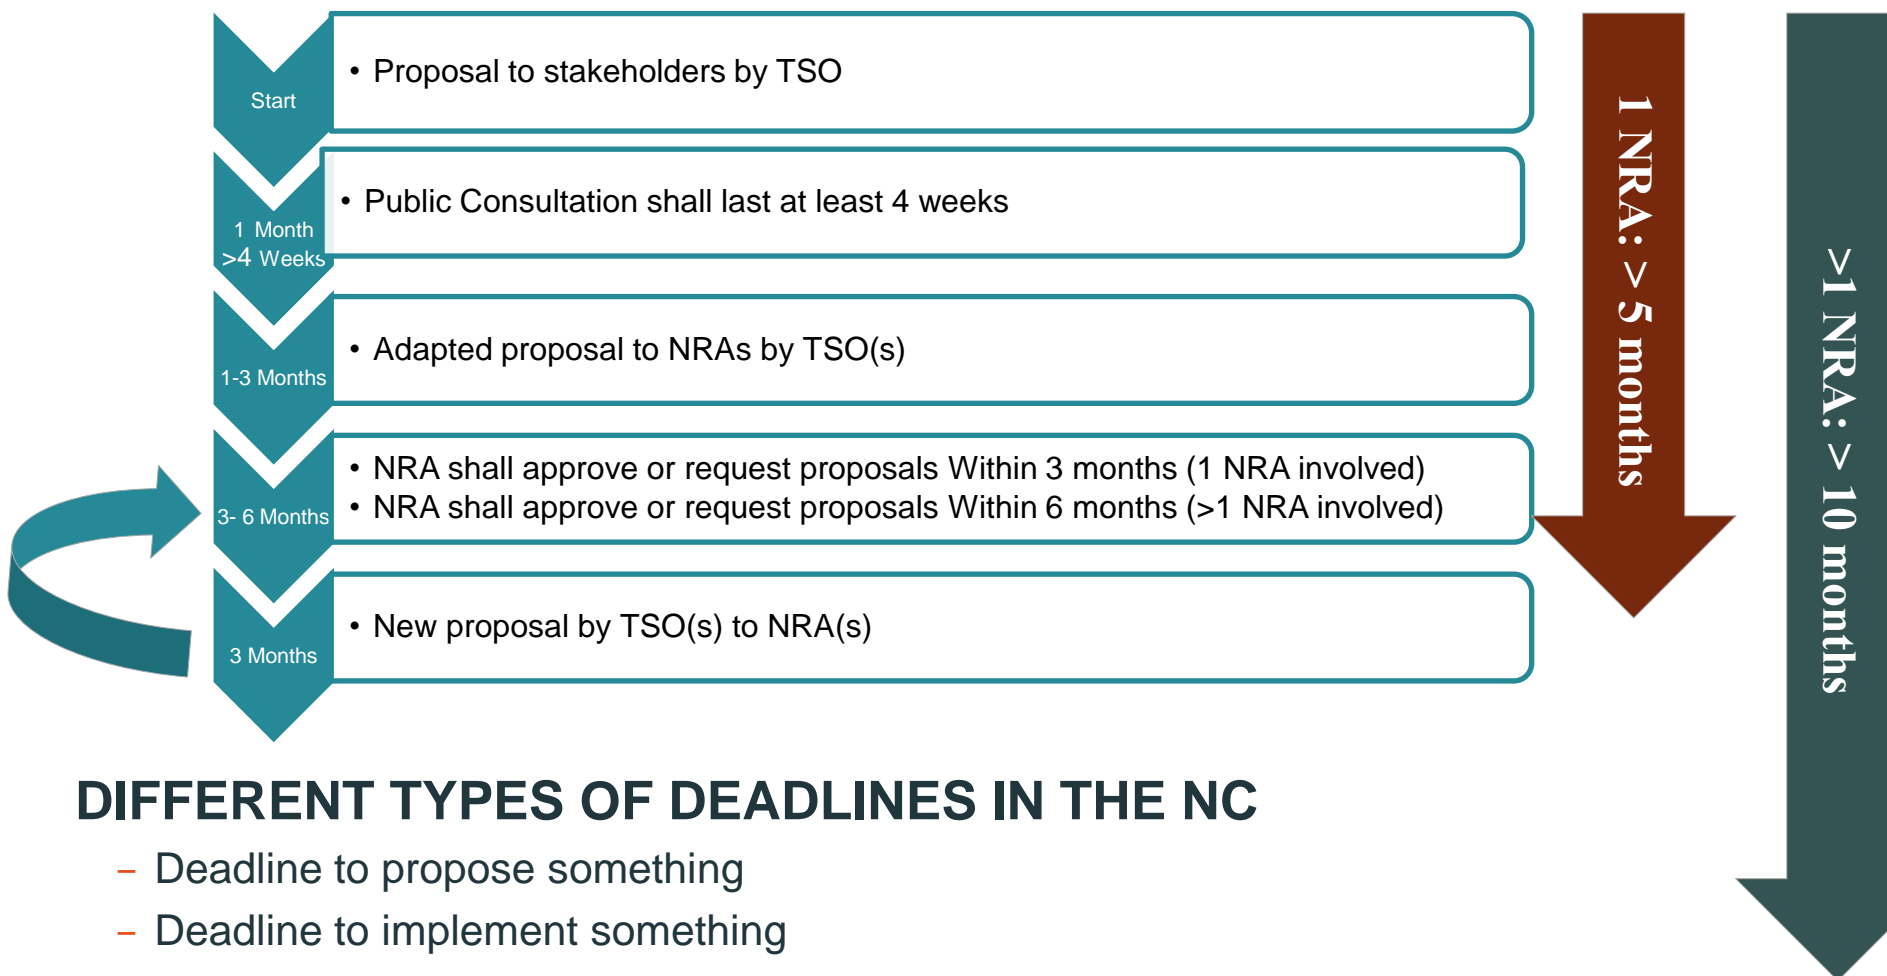 Start
• Proposal to stakeholders by TSO
1 Month
>4 Weeks
• Public Consultation shall last at least 4 weeks
1-3 Months
• Adapted proposal to NRAs by TSO(s)
3- 6 Months
• NRA shall approve or request proposals Within 3 months (1 NRA involved)
• NRA shall approve or request proposals Within 6 months (>1 NRA involved)
3 Months
• New proposal by TSO(s) to NRA(s)
1 NRA: > 5 months
>1 NRA: > 10 months
DIFFERENT TYPES OF DEADLINES IN THE NC
– Deadline to propose something
– Deadline to implement something